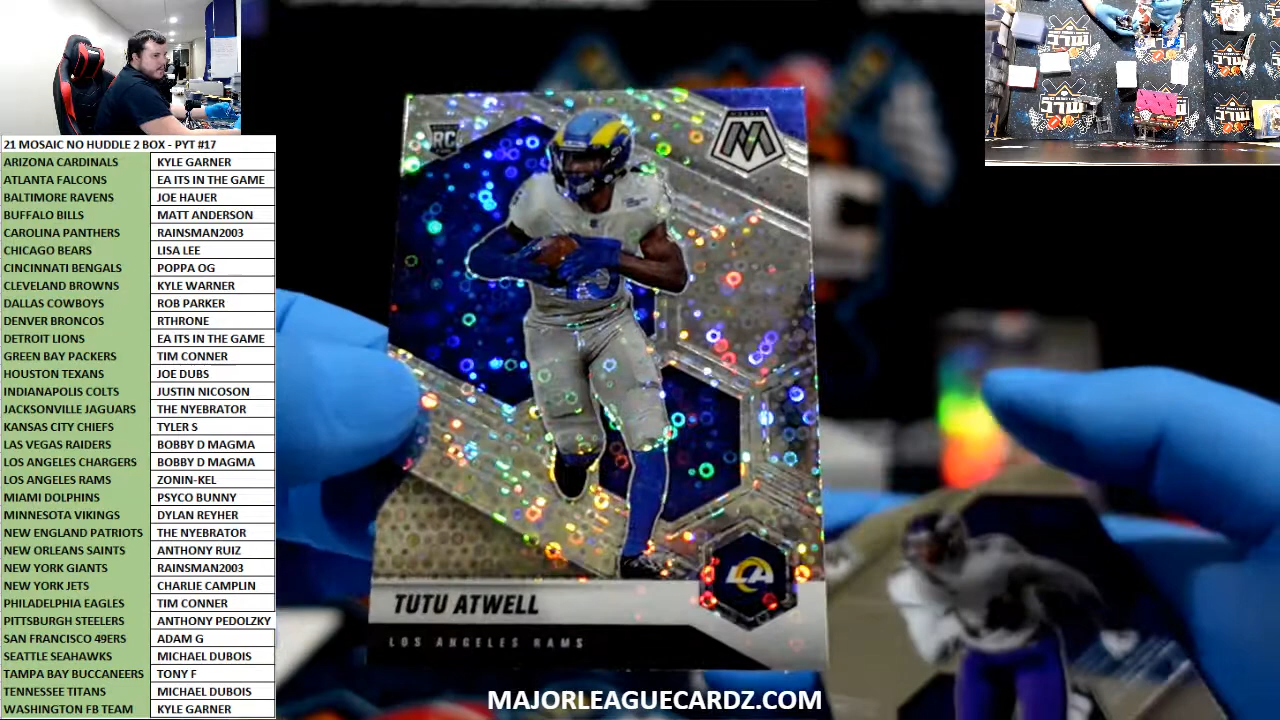 21 MOSAIC NO HUDDLE 2 BOX - PYT #17
ARIZONA CARDINALS KYLE GARNER
ATLANTA FALCONS EA ITS IN THE GAME
BALTIMORE RAVENS JOE HAUER
BUFFALO BILLS MATT ANDERSON
CAROLINA PANTHERS RAINSMAN2003
CHICAGO BEARS LISA LEE
CINCINNATI BENGALS POPPA OG
CLEVELAND BROWNS KYLE WARNER
DALLAS COWBOYS ROB PARKER
DENVER BRONCOS RTHRONE
DETROIT LIONS EA ITS IN THE GAME
GREEN BAY PACKERS TIM CONNER
HOUSTON TEXANS JOE DUBS
INDIANAPOLIS COLTS JUSTIN NICOSON
JACKSONVILLE JAGUARS THE NYEBRATOR
KANSAS CITY CHIEFS TYLER S
LAS VEGAS RAIDERS BOBBY D MAGMA
LOS ANGELES CHARGERS BOBBY D MAGMA
LOS ANGELES RAMS ZONIN-KEL
MIAMI DOLPHINS PSYCO BUNNY
MINNESOTA VIKINGS DYLAN REYHER
NEW ENGLAND PATRIOTS THE NYEBRATOR
NEW ORLEANS SAINTS ANTHONY RUIZ
NEW YORK GIANTS RAINSMAN2003
NEW YORK JETS CHARLIE CAMPLIN
PHILADELPHIA EAGLES TIM CONNER
PITTSBURGH STEELERS ANTHONY PEDOLZKY
SAN FRANCISCO 49ERS ADAM G
SEATTLE SEAHAWKS MICHAEL DUBOIS
TAMPA BAY BUCCANEERS TONY F
TENNESSEE TITANS MICHAEL DUBOIS
WASHINGTON FB TEAM KYLE GARNER
RC
MOSAIC
M
LA
TUTU ATWELL
LOS ANGELES RAMS
MAJORLEAGUECARDZ.COM
MLC